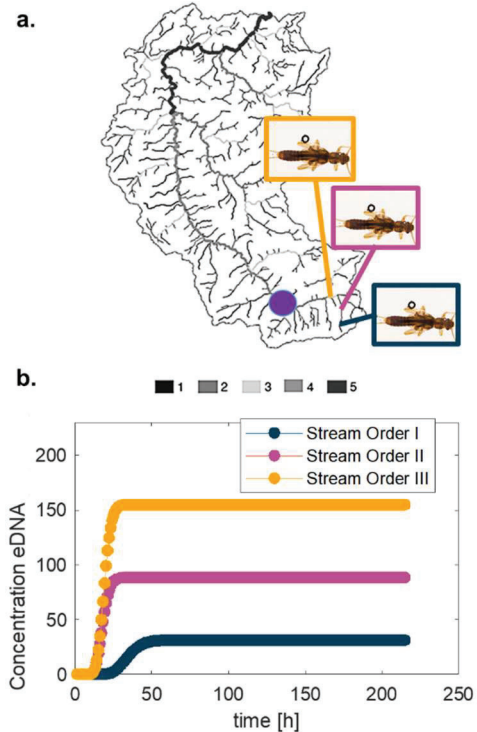 a.
b.
1 2 3 4 5
Stream Order I
Stream Order II
Stream Order III
Concentration eDNA
200
150
100
50
0
0 50 100 150 200 250
time [h]